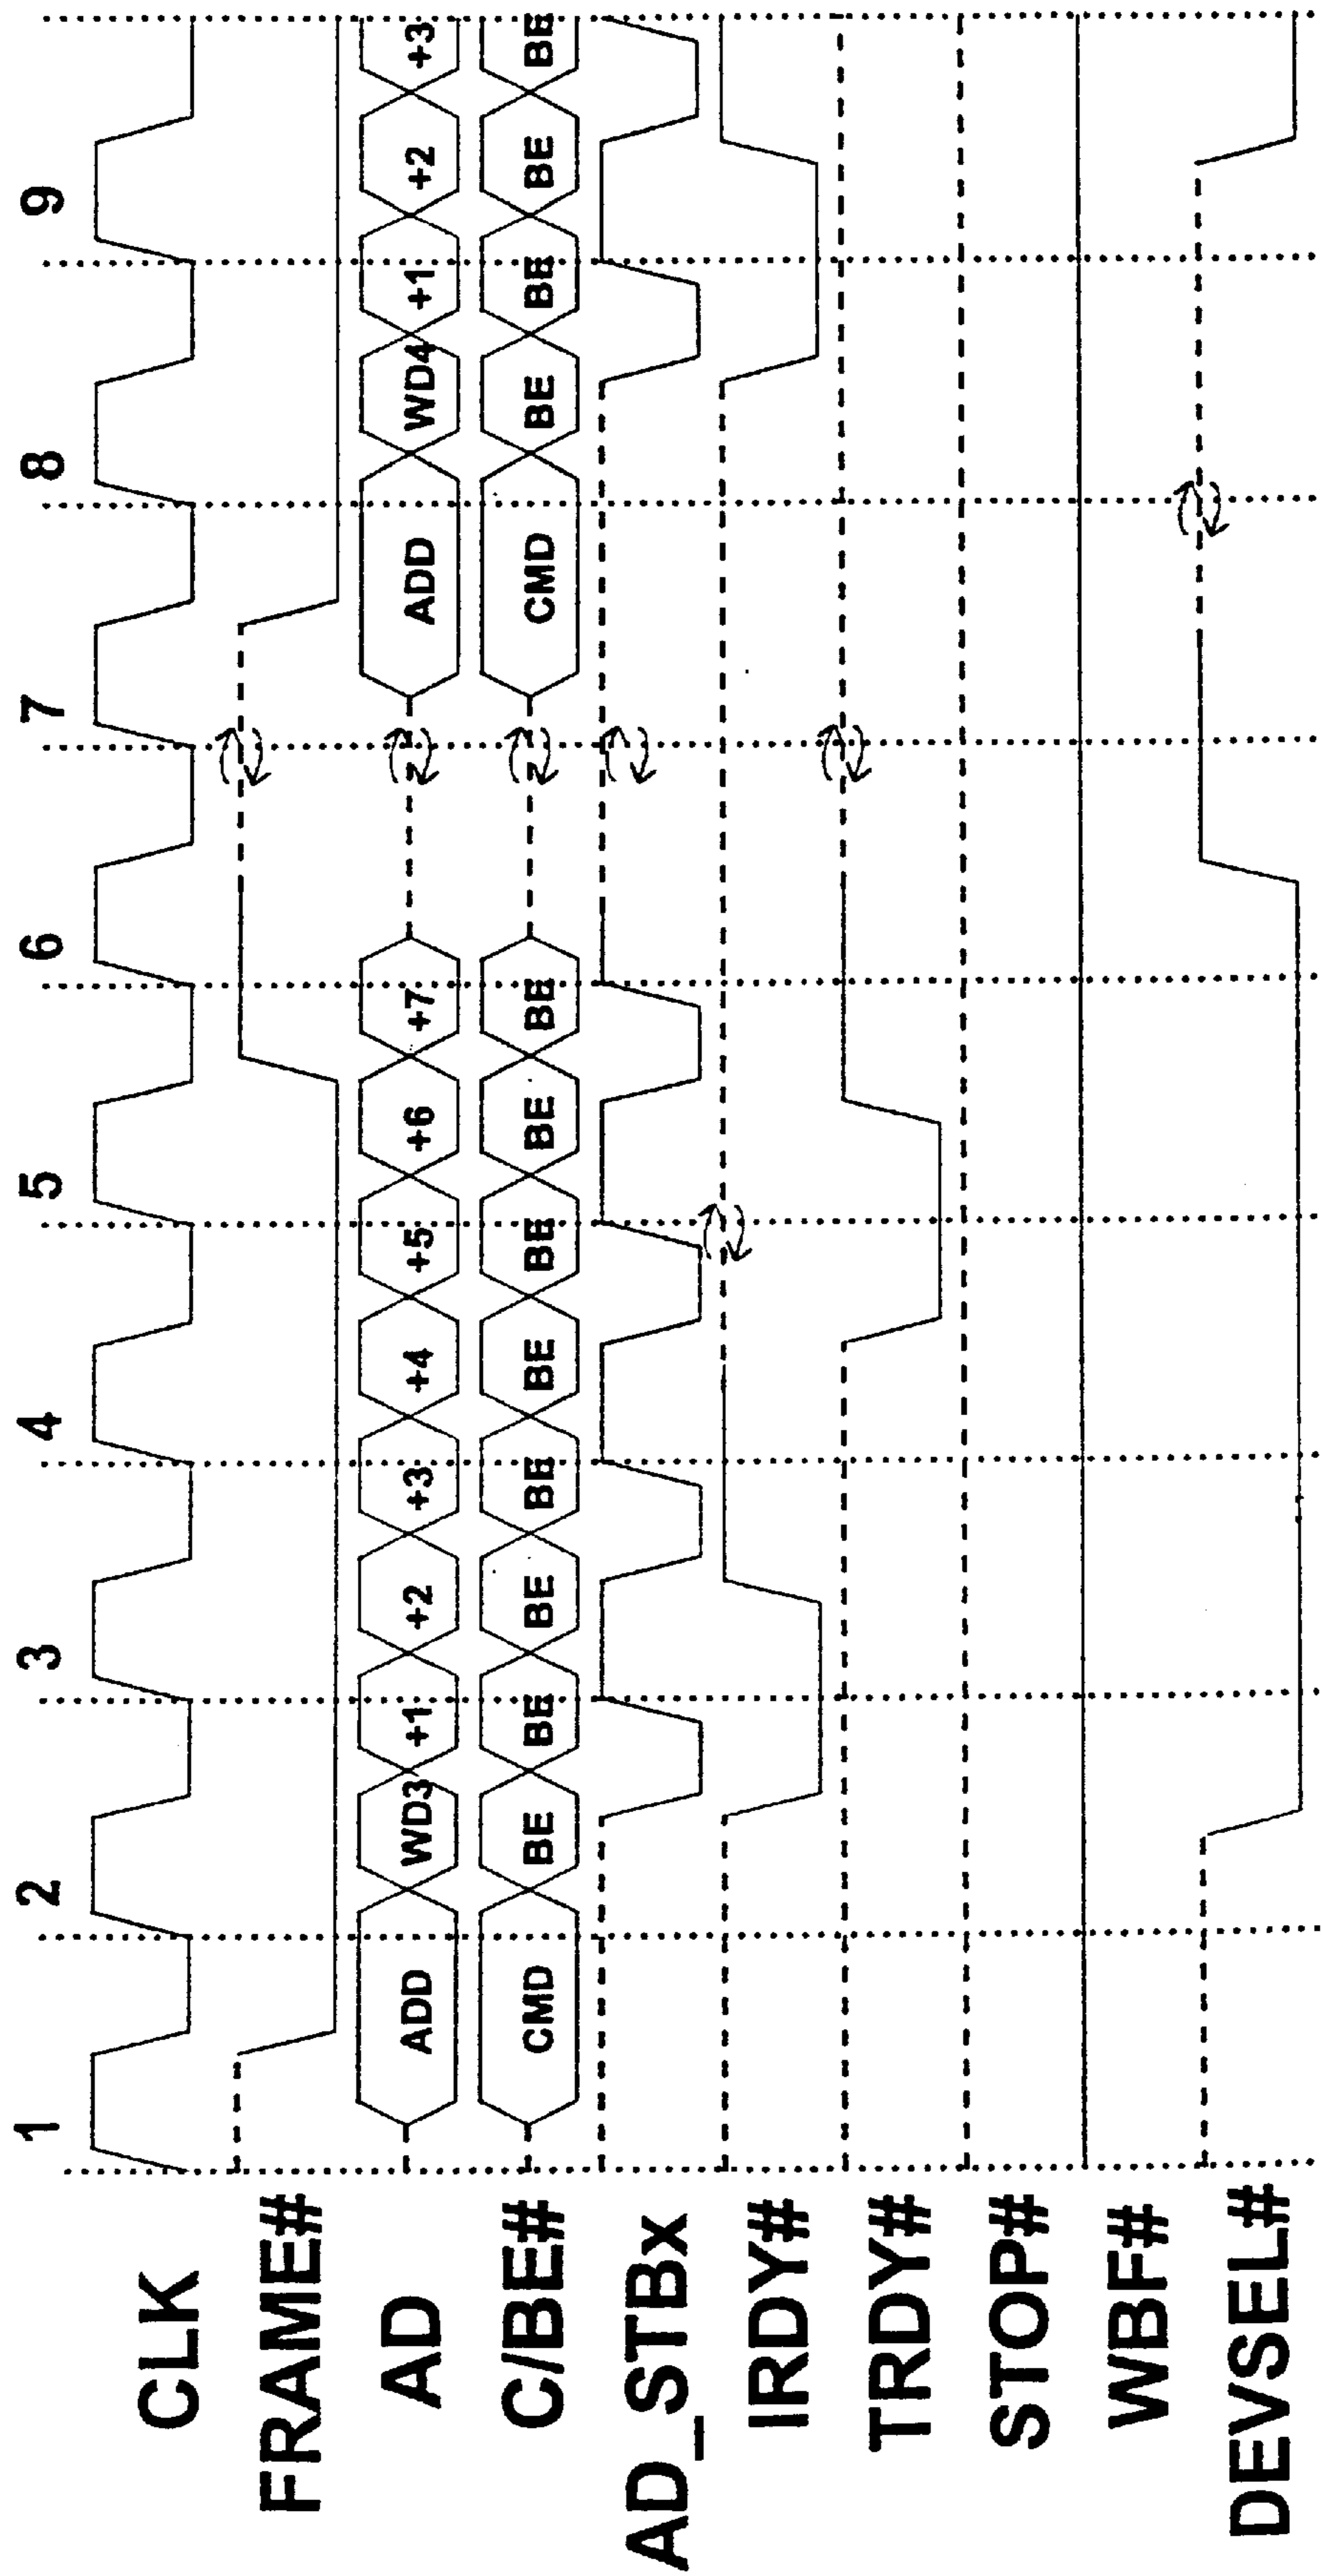 1 2 3 4 5 6 7 8 9
CLK
FRAME#
AD ADD WD3 +1 +2 +3 +4 +5 +6 +7 ADD WD4 +1 +2 +3
C/BE# CMD BE BE BE BE BE BE BE BE CMD BE BE BE BE
AD_STBx
IRDY#
TRDY#
STOP#
WBF#
DEVSEL#